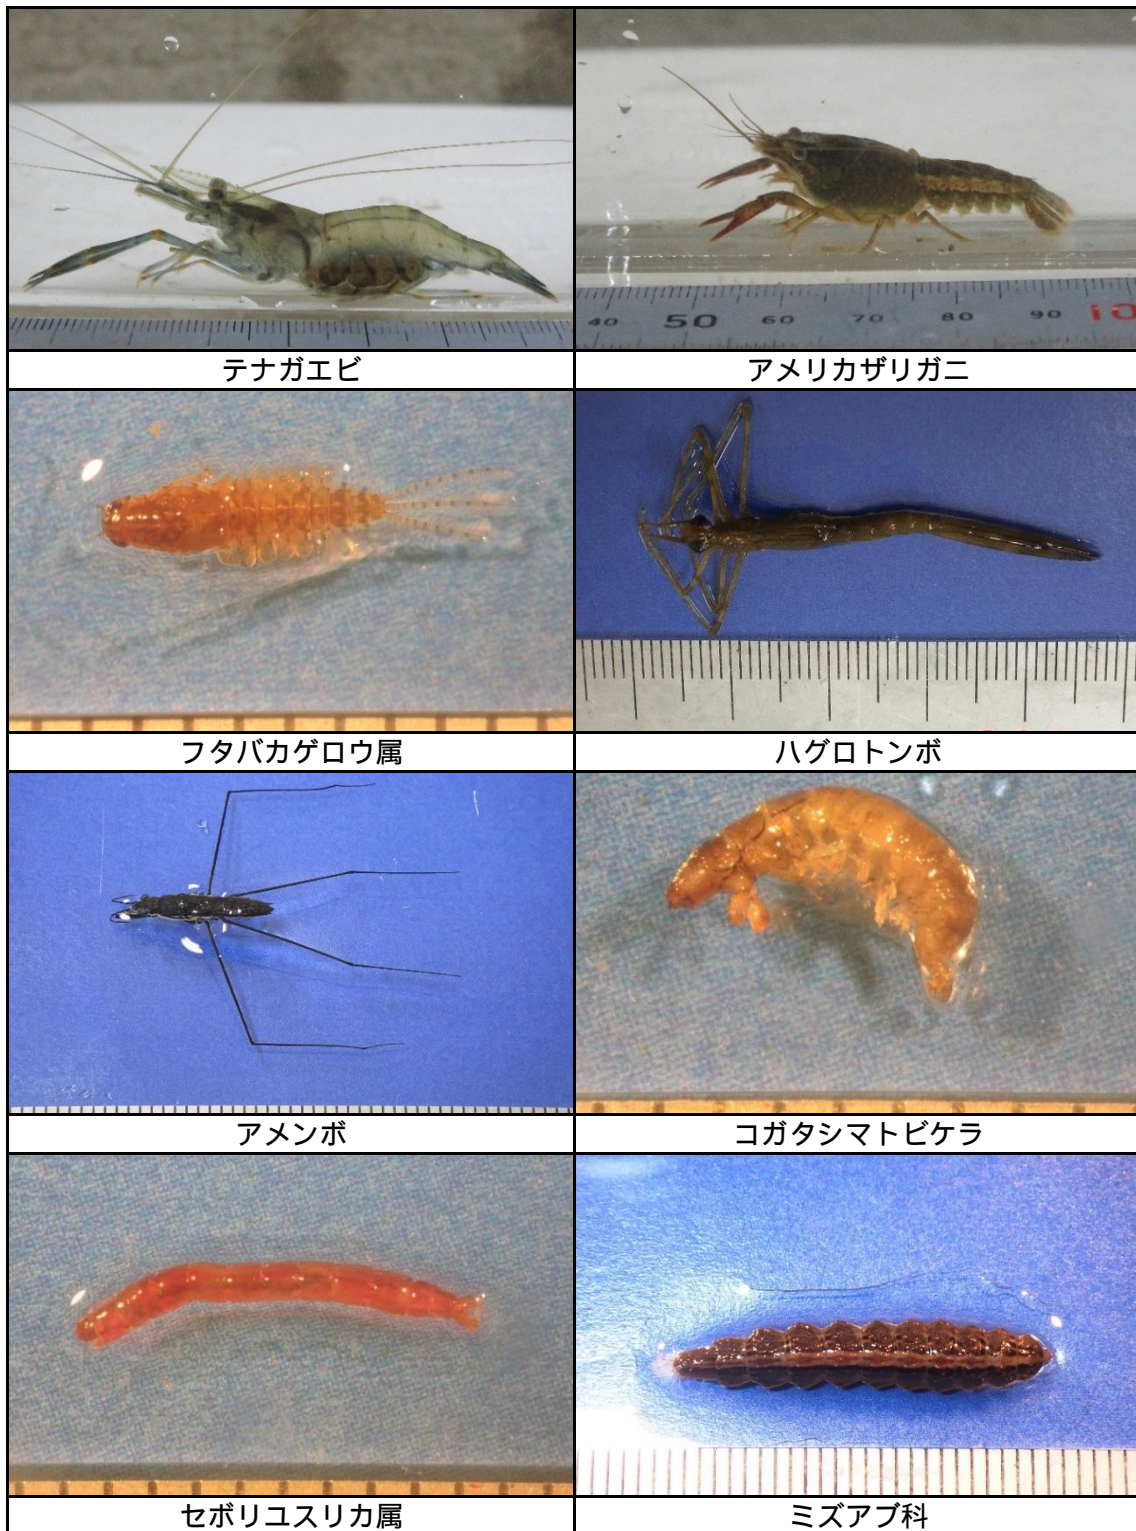 40 50 60 70 80 90 10
テナガエビ
アメリカザリガニ
フタバカゲロウ属
ハグロトンボ
アメンボ
コガタシマトビケラ
セボリユスリカ属
ミズアブ科